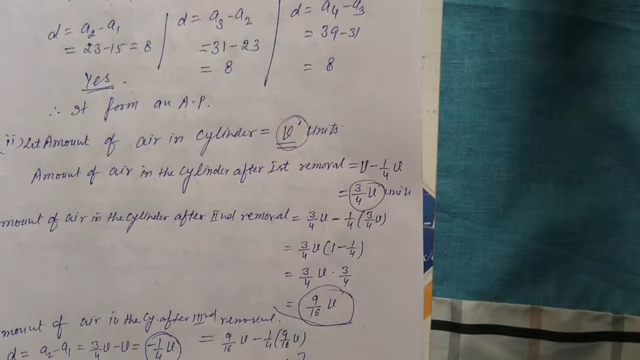 d = a2-a1 | d = a3-a2 | d = a4-a3
= 23-15 = 8 | =31-23 | = 39-31
= 8 = 8
Yes.
∴ It form an A.P.
(ii) let Amount of air in cylinder = 'v' units
Amount of air in the cylinder after Ist removal = v - 1/4 v
= 3/4 v units
mount of air in the cylinder after IInd removal = 3/4 v - 1/4 (3/4 v)
= 3/4 v (1 - 1/4)
= 3/4 v . 3/4
= 9/16 v
mount of air in the cy. after IIIrd removal.
d = a2-a1 = 3/4 v - v = -1/4 v = 9/16 v - 1/4 (9/16 v)